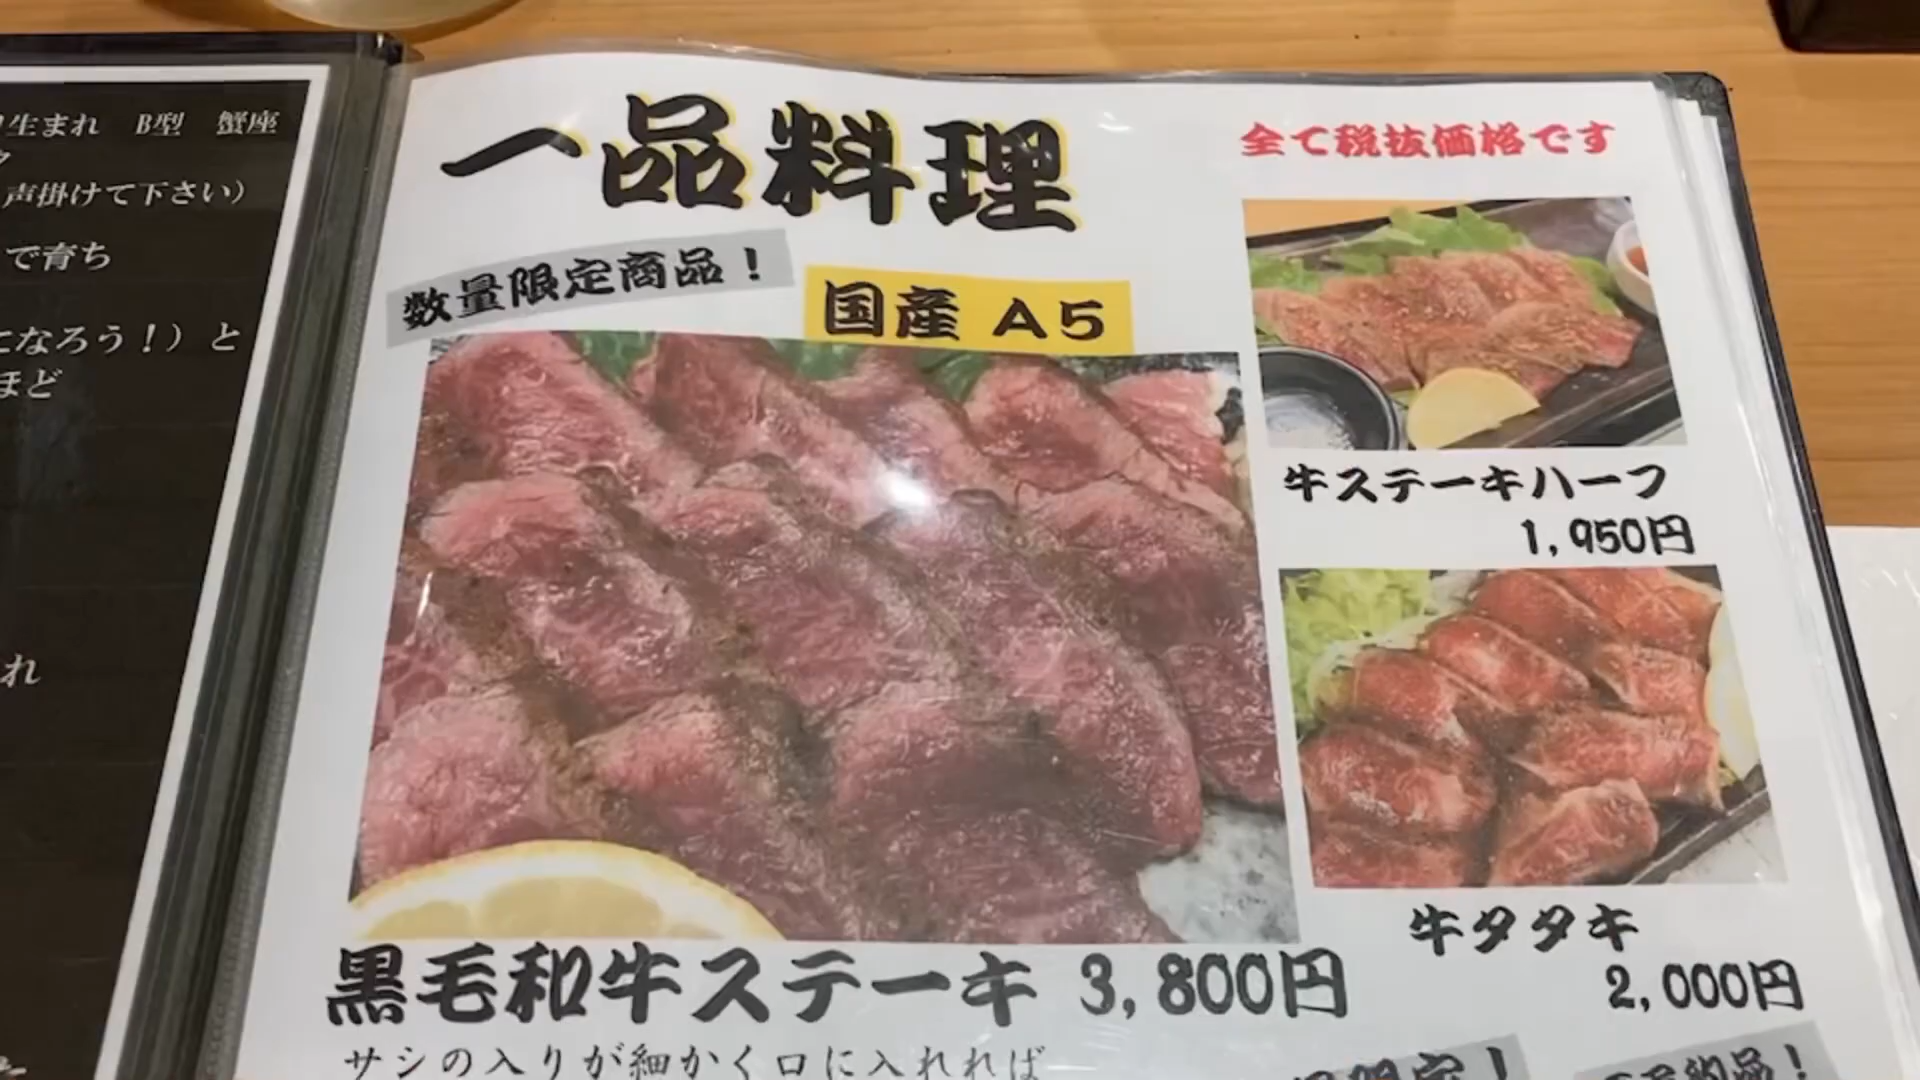 生まれ B型 蟹座
声掛けて下さい）
で育ち
になろう！）と
ほど
れ
一品料理
全て税抜価格です
数量限定商品！
国産 A5
牛ステーキハーフ
1,950円
牛タタキ
2,000円
黒毛和牛ステーキ 3,800円
サシの入りが細かく口に入れれば